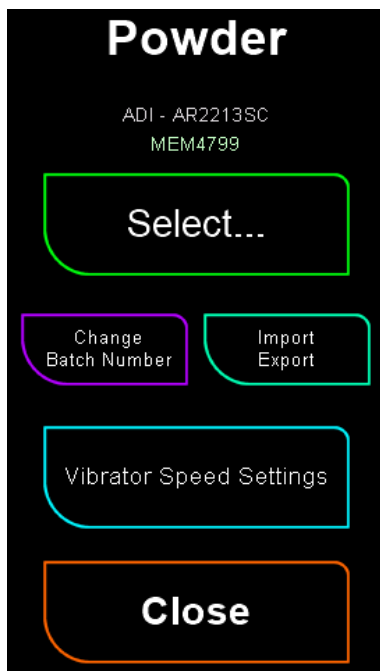 Powder
ADI - AR2213SC
MEM4799
Select...
Change
Batch Number
Import
Export
Vibrator Speed Settings
Close